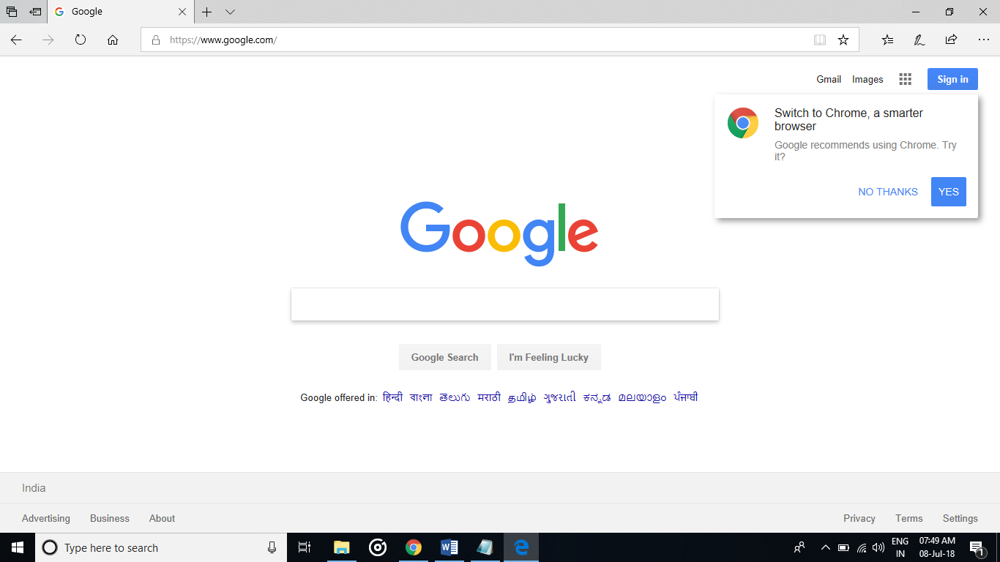 Google
https://www.google.com/
Gmail Images Sign in
Switch to Chrome, a smarter
browser
Google recommends using Chrome. Try
it?
NO THANKS YES
Google
Google Search I'm Feeling Lucky
Google offered in: हिन्दी বাংলা తెలుగు मराठी தமிழ் ગુજરાતી ಕನ್ನಡ മലയാളം ਪੰਜਾਬੀ
India
Advertising Business About Privacy Terms Settings
Type here to search
ENG 07:49 AM
IN 08-Jul-18
1